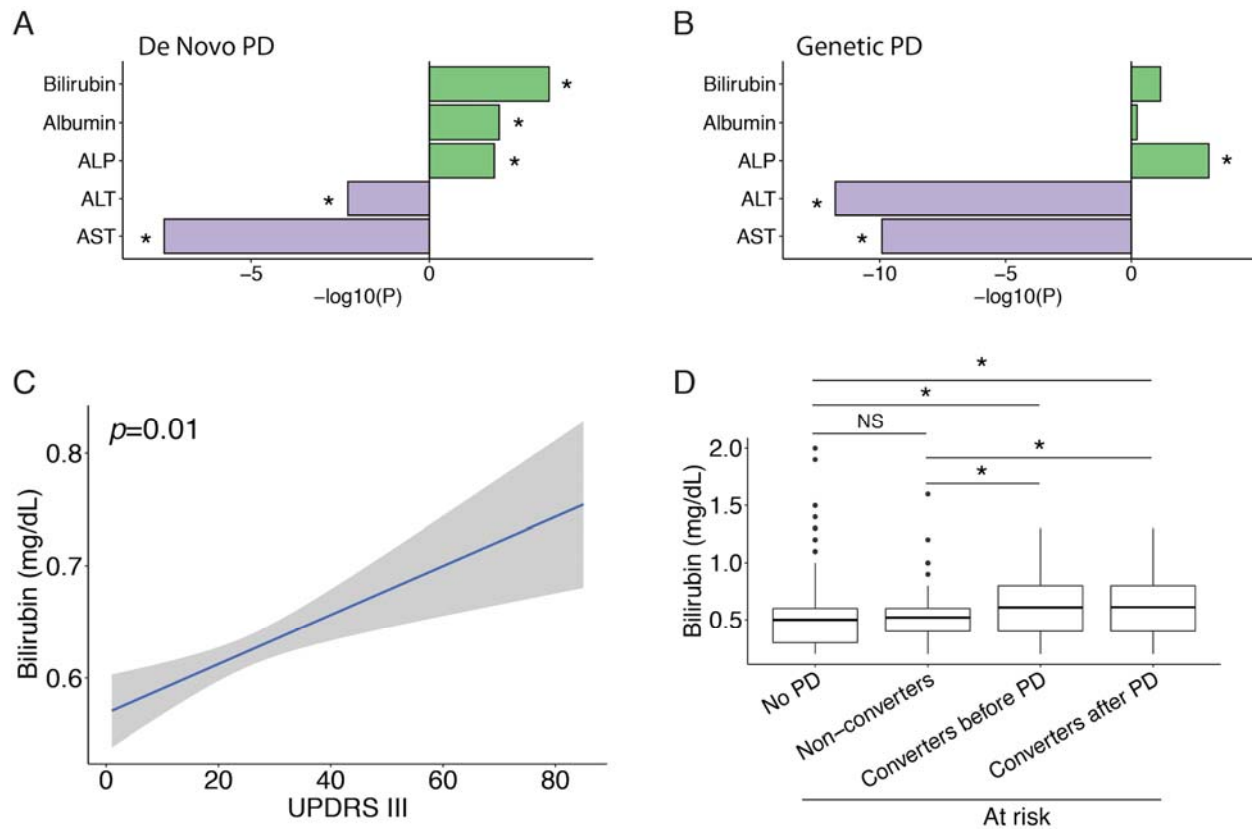 A
De Novo PD
Bilirubin
*
Albumin
*
ALP
*
ALT
*
AST
*
−5
0
−log10(P)
B
Genetic PD
Bilirubin
Albumin
ALP
*
ALT
*
AST
*
−10
−5
0
−log10(P)
C
p=0.01
Bilirubin (mg/dL)
0.8
0.7
0.6
0
20
40
60
80
UPDRS III
D
*
*
NS
*
*
Bilirubin (mg/dL)
2.0
1.5
1.0
0.5
No PD
Non−converters
Converters before PD
Converters after PD
At risk